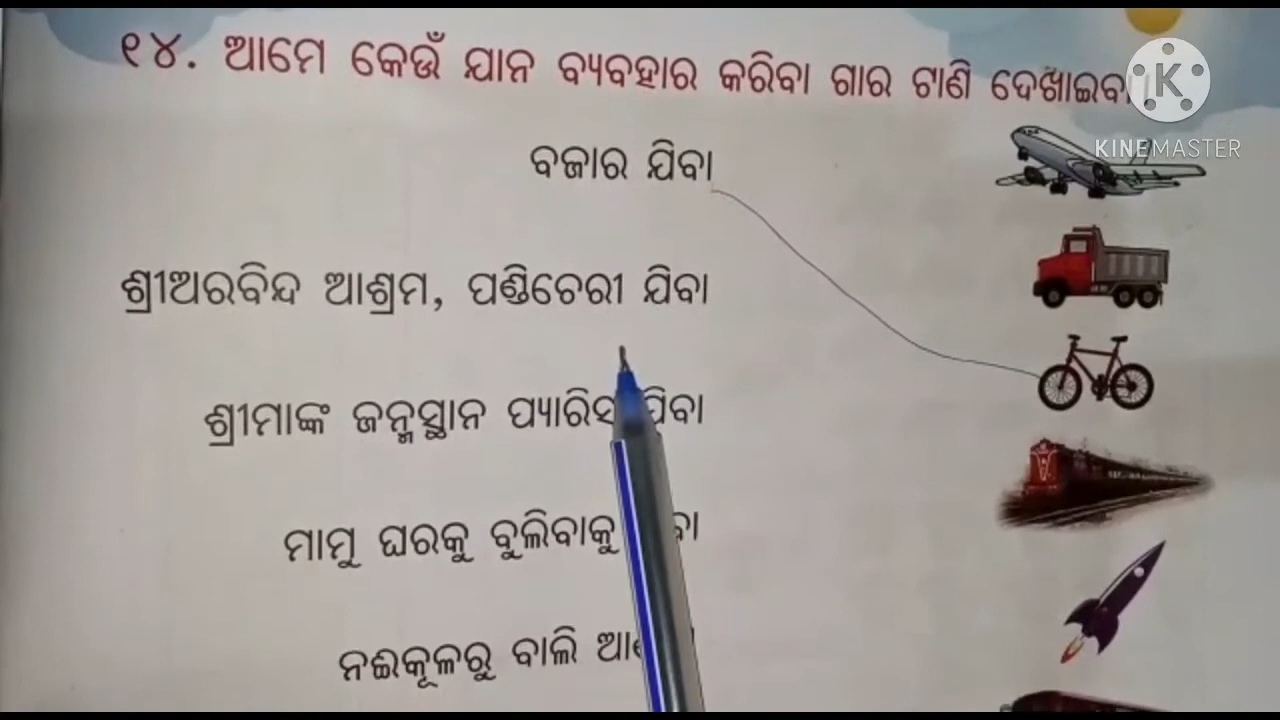 ୧୪. ଆମେ କେଉଁ ଯାନ ବ୍ୟବହାର କରିବା ଗାର ଟାଣି ଦେଖାଇବା
KINEMASTER
ବଜାର ଯିବା
ଶ୍ରୀଅରବିନ୍ଦ ଆଶ୍ରମ, ପଣ୍ଡିଚେରୀ ଯିବା
ଶ୍ରୀମାଙ୍କ ଜନ୍ମସ୍ଥାନ ପ୍ୟାରିସ ଯିବା
ମାମୁ ଘରକୁ ବୁଲିବାକୁ
ନଈକୂଳରୁ ବାଲି